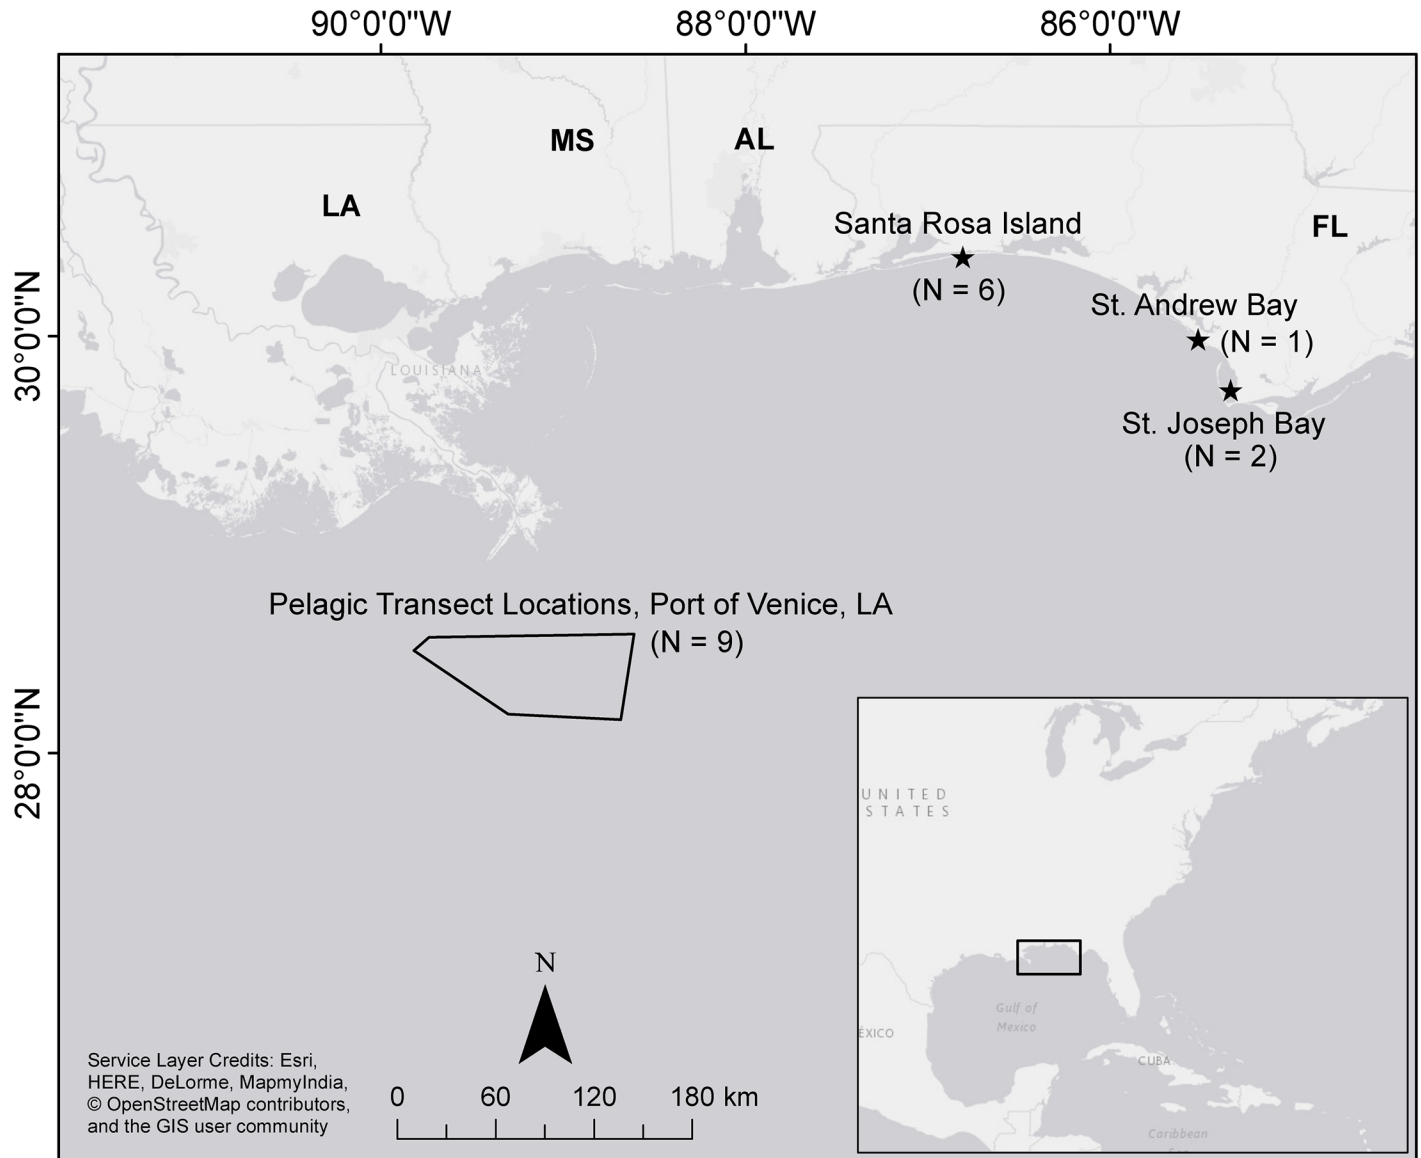 90°0'0"W
88°0'0"W
86°0'0"W
MS
AL
LA
Santa Rosa Island
FL
(N = 6)
30°0'0"N
St. Andrew Bay
(N = 1)
LOUISIANA
St. Joseph Bay
(N = 2)
Pelagic Transect Locations, Port of Venice, LA
(N = 9)
28°0'0"N
UNITED
STATES
N
Gulf of
Mexico
ÉXICO
CUBA
Service Layer Credits: Esri,
HERE, DeLorme, MapmyIndia,
© OpenStreetMap contributors,
and the GIS user community
0 60 120 180 km
Caribbean